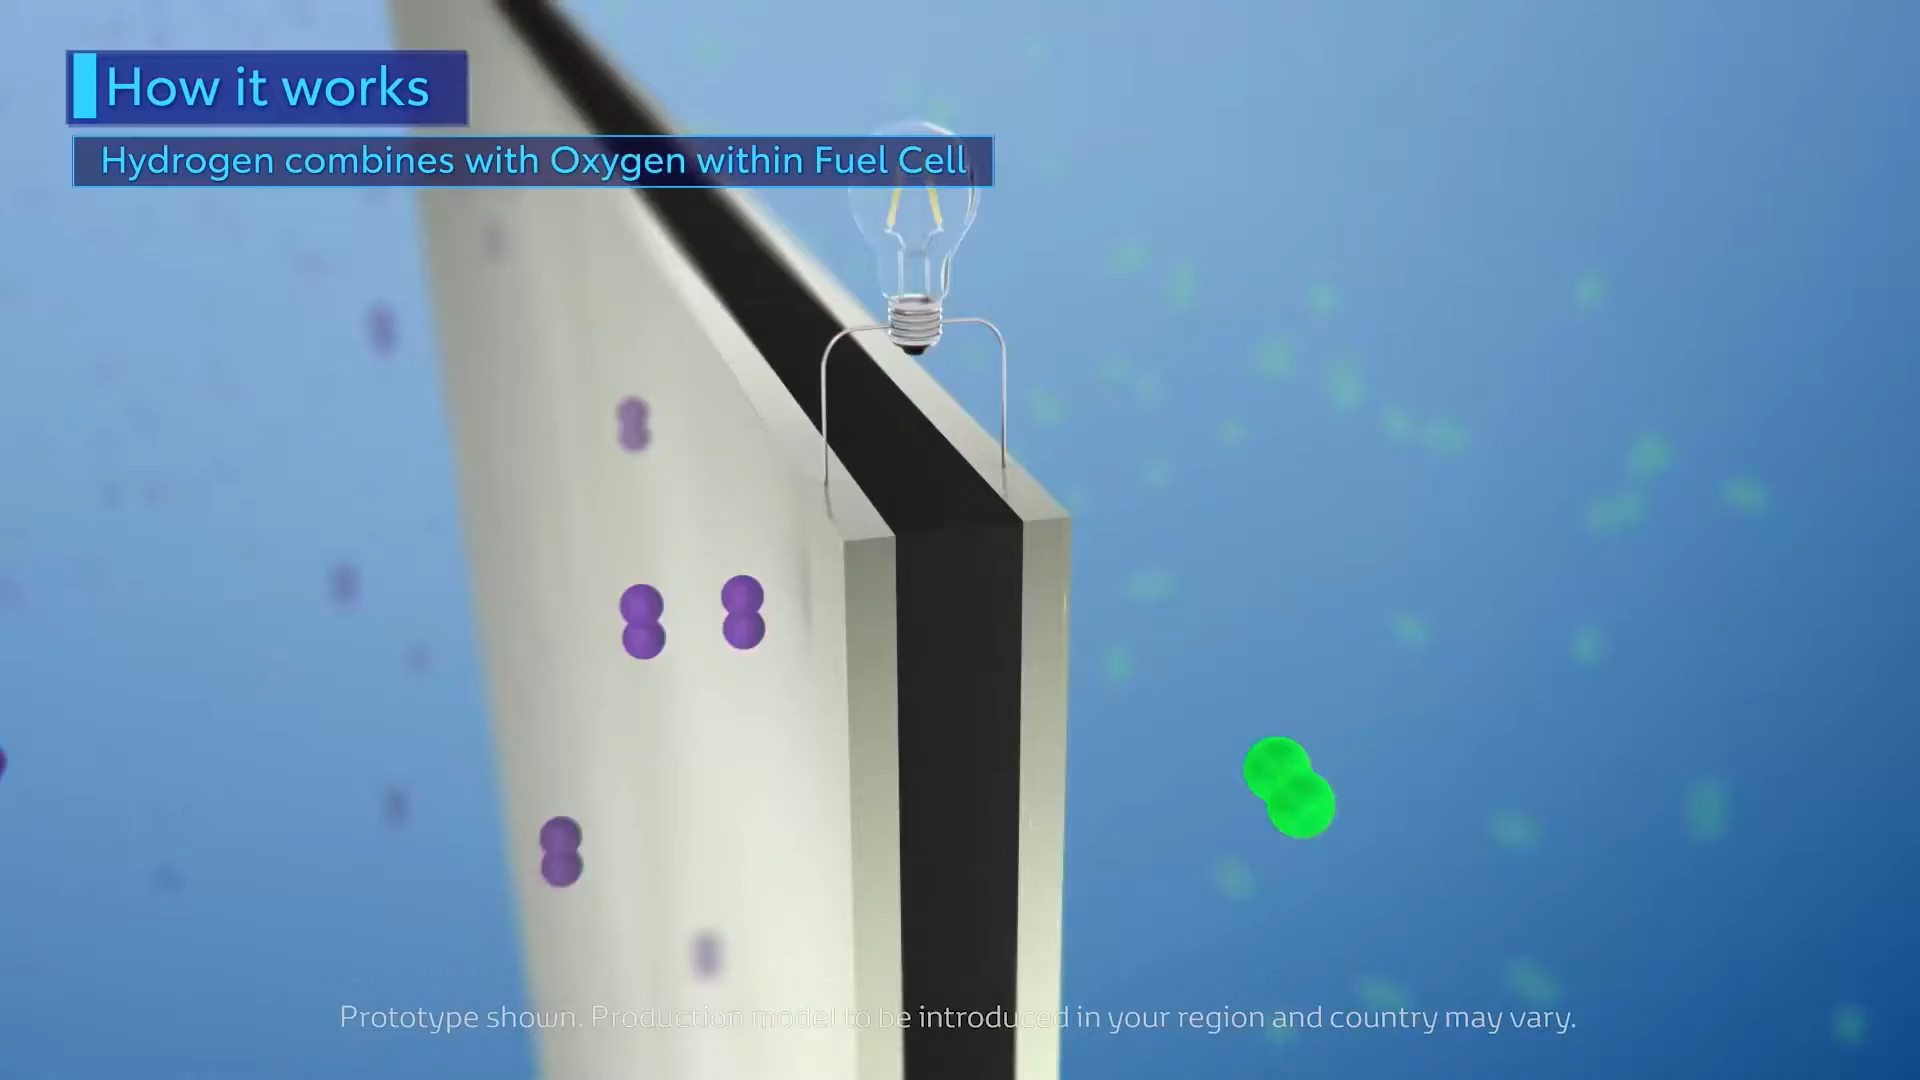 How it works
Hydrogen combines with Oxygen within Fuel Cell
Prototype shown. Production model to be introduced in your region and country may vary.